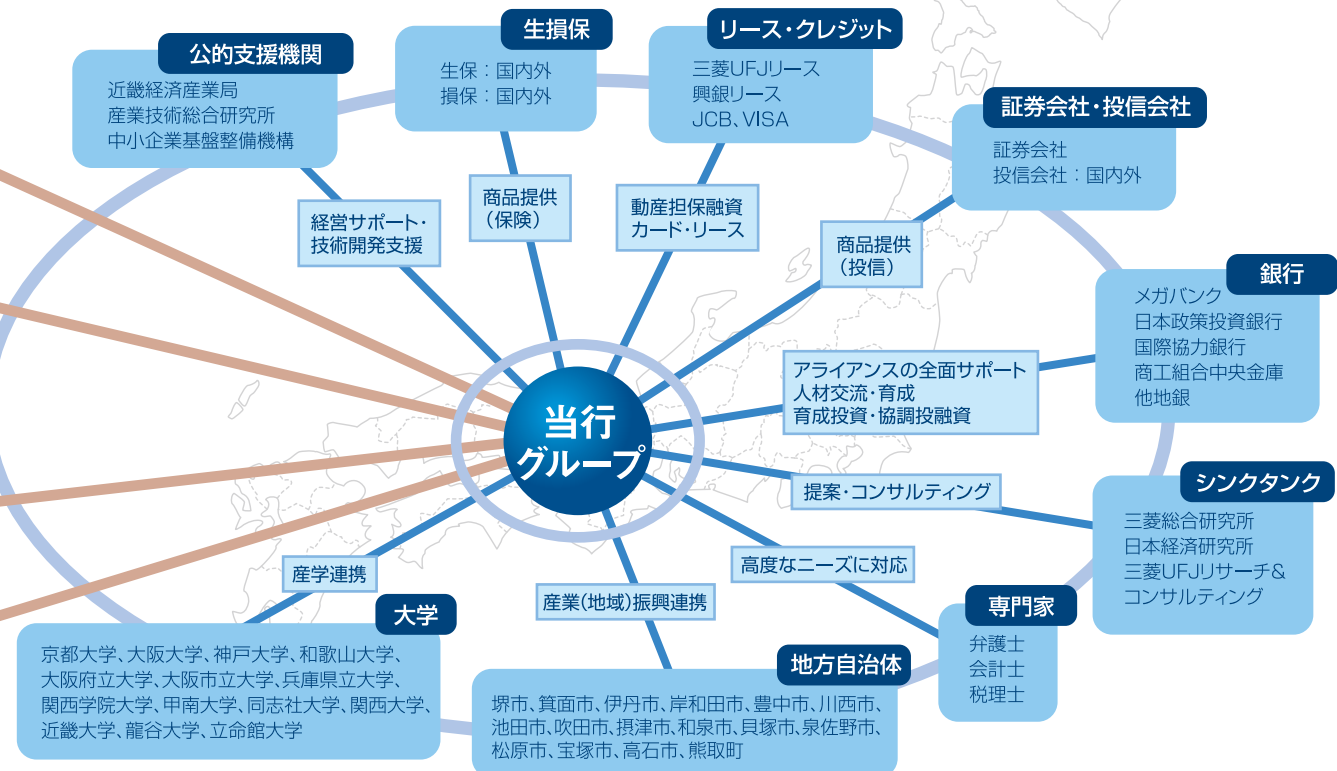 公的支援機関
近畿経済産業局
産業技術総合研究所
中小企業基盤整備機構
生損保
生保：国内外
損保：国内外
リース・クレジット
三菱UFJリース
興銀リース
JCB、VISA
証券会社・投信会社
証券会社
投信会社：国内外
経営サポート・
技術開発支援
商品提供
（保険）
動産担保融資
カード・リース
商品提供
（投信）
銀行
メガバンク
日本政策投資銀行
国際協力銀行
商工組合中央金庫
他地銀
アライアンスの全面サポート
人材交流・育成
育成投資・協調投融資
当行
グループ
提案・コンサルティング
シンクタンク
三菱総合研究所
日本経済研究所
三菱UFJリサーチ&
コンサルティング
高度なニーズに対応
専門家
弁護士
会計士
税理士
産学連携
大学
京都大学、大阪大学、神戸大学、和歌山大学、
大阪府立大学、大阪市立大学、兵庫県立大学、
関西学院大学、甲南大学、同志社大学、関西大学、
近畿大学、龍谷大学、立命館大学
産業（地域）振興連携
地方自治体
堺市、箕面市、伊丹市、岸和田市、豊中市、川西市、
池田市、吹田市、摂津市、和泉市、貝塚市、泉佐野市、
松原市、宝塚市、高石市、熊取町